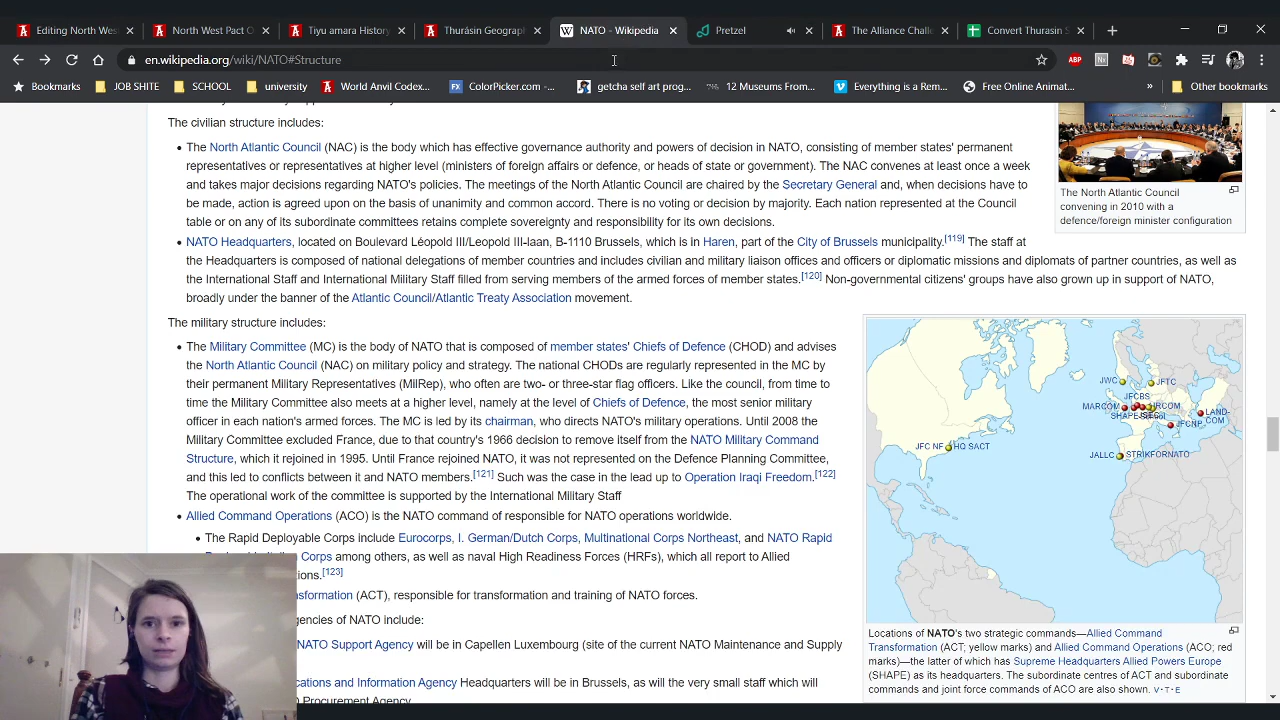 Editing North Wes
North West Pact O
Tiyu amara History
Thurásin Geograph
NATO - Wikipedia
Pretzel
The Alliance Challe
Convert Thurasin S
en.wikipedia.org/wiki/NATO#Structure
Bookmarks
JOB SHITE
SCHOOL
university
World Anvil Codex...
ColorPicker.com -...
getcha self art prog...
12 Museums From...
Everything is a Rem...
Free Online Animat...
Other bookmarks
The civilian structure includes:
The North Atlantic Council (NAC) is the body which has effective governance authority and powers of decision in NATO, consisting of member states' permanent
representatives or representatives at higher level (ministers of foreign affairs or defence, or heads of state or government). The NAC convenes at least once a week
and takes major decisions regarding NATO's policies. The meetings of the North Atlantic Council are chaired by the Secretary General and, when decisions have to
be made, action is agreed upon on the basis of unanimity and common accord. There is no voting or decision by majority. Each nation represented at the Council
table or on any of its subordinate committees retains complete sovereignty and responsibility for its own decisions.
NATO Headquarters, located on Boulevard Léopold III/Leopold III-laan, B-1110 Brussels, which is in Haren, part of the City of Brussels municipality.[119] The staff at
the Headquarters is composed of national delegations of member countries and includes civilian and military liaison offices and officers or diplomatic missions and diplomats of partner countries, as well as
the International Staff and International Military Staff filled from serving members of the armed forces of member states.[120] Non-governmental citizens' groups have also grown up in support of NATO,
broadly under the banner of the Atlantic Council/Atlantic Treaty Association movement.
The North Atlantic Council
convening in 2010 with a
defence/foreign minister configuration
The military structure includes:
The Military Committee (MC) is the body of NATO that is composed of member states' Chiefs of Defence (CHOD) and advises
the North Atlantic Council (NAC) on military policy and strategy. The national CHODs are regularly represented in the MC by
their permanent Military Representatives (MilRep), who often are two- or three-star flag officers. Like the council, from time to
time the Military Committee also meets at a higher level, namely at the level of Chiefs of Defence, the most senior military
officer in each nation's armed forces. The MC is led by its chairman, who directs NATO's military operations. Until 2008 the
Military Committee excluded France, due to that country's 1966 decision to remove itself from the NATO Military Command
Structure, which it rejoined in 1995. Until France rejoined NATO, it was not represented on the Defence Planning Committee,
and this led to conflicts between it and NATO members.[121] Such was the case in the lead up to Operation Iraqi Freedom.[122]
The operational work of the committee is supported by the International Military Staff
Allied Command Operations (ACO) is the NATO command of responsible for NATO operations worldwide.
The Rapid Deployable Corps include Eurocorps, I. German/Dutch Corps, Multinational Corps Northeast, and NATO Rapid
Corps among others, as well as naval High Readiness Forces (HRFs), which all report to Allied
ions.[123]
nsformation (ACT), responsible for transformation and training of NATO forces.
gencies of NATO include:
NATO Support Agency will be in Capellen Luxembourg (site of the current NATO Maintenance and Supply
cations and Information Agency Headquarters will be in Brussels, as will the very small staff which will
Procurement Agency
JWC
JFTC
JFCBS
MARCOM
SHAPE
LAND-
COM
JFCNP
JFC NF
HQ SACT
JALLC
STRIKFORNATO
Locations of NATO's two strategic commands—Allied Command
Transformation (ACT; yellow marks) and Allied Command Operations (ACO; red
marks)—the latter of which has Supreme Headquarters Allied Powers Europe
(SHAPE) as its headquarters. The subordinate centres of ACT and subordinate
commands and joint force commands of ACO are also shown. V·T·E